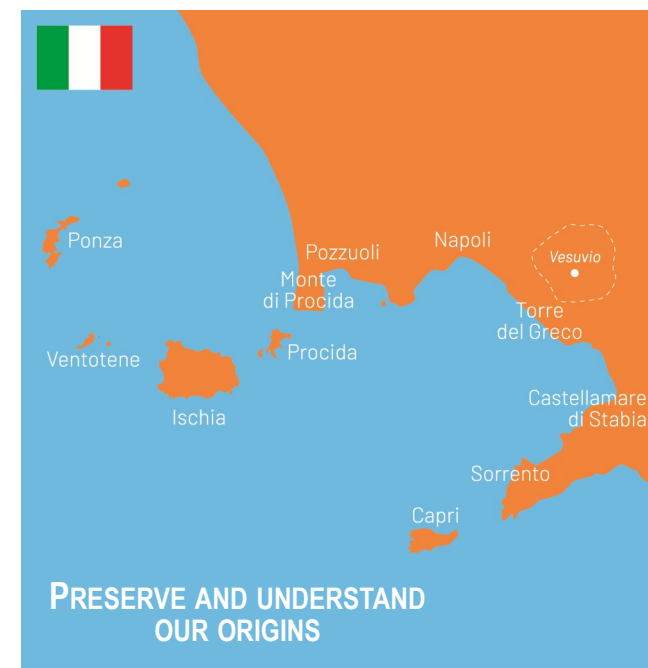 Ponza
Pozzuoli
Napoli
Vesuvio
Monte
di Procida
Torre
del Greco
Ventotene
Procida
Ischia
Castellamare
di Stabia
Sorrento
Capri
PRESERVE AND UNDERSTAND
OUR ORIGINS